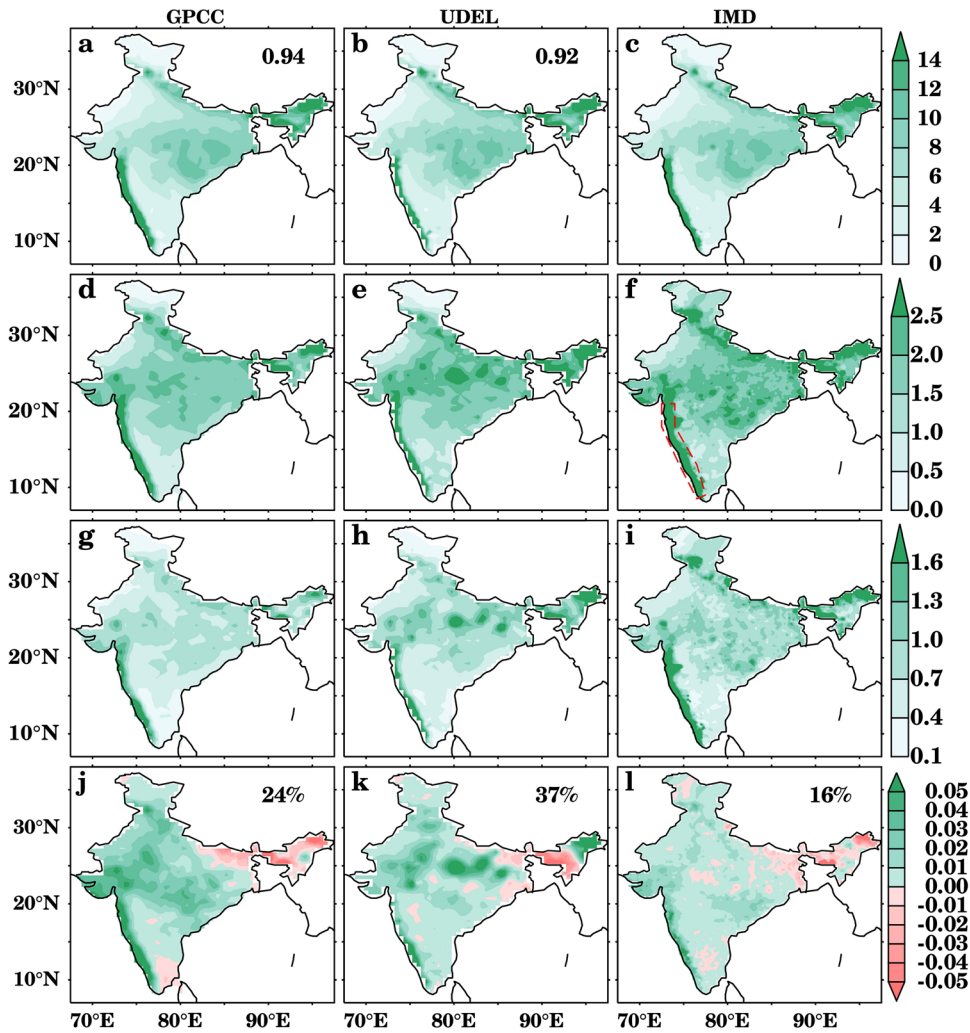 GPCC UDEL IMD
a 0.94 b 0.92 c
30°N
20°N
10°N
14
12
10
8
6
4
2
0
d e f
30°N
20°N
10°N
2.5
2.0
1.5
1.0
0.5
0.0
g h i
30°N
20°N
10°N
1.6
1.3
1.0
0.7
0.4
0.1
j 24% k 37% l 16%
30°N
20°N
10°N
0.05
0.04
0.03
0.02
0.01
0.00
-0.01
-0.02
-0.03
-0.04
-0.05
70°E 80°E 90°E 70°E 80°E 90°E 70°E 80°E 90°E